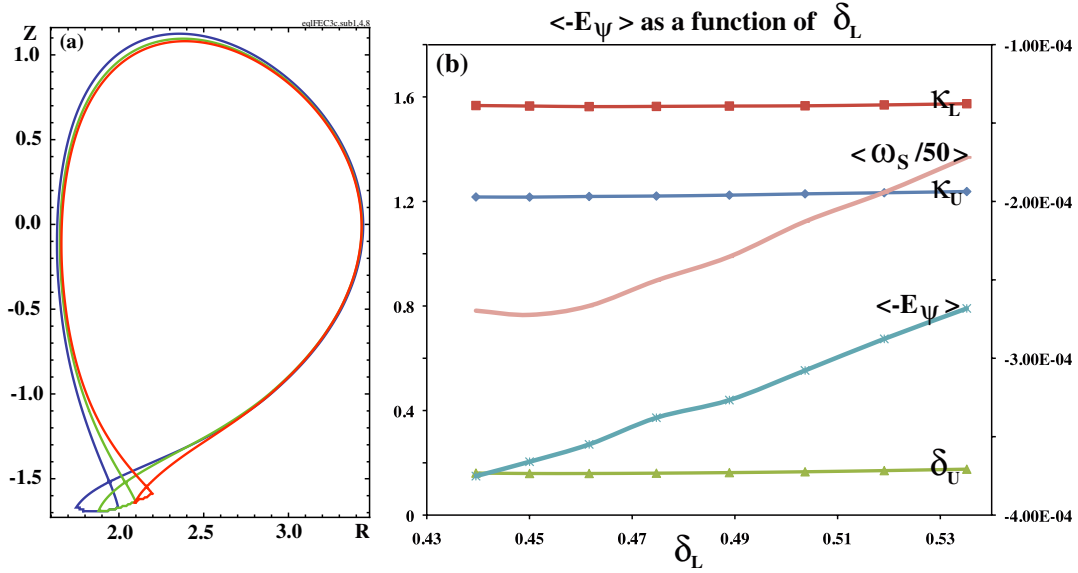 eqlFEC3c.sub1,4,8
Z
(a)
1.0
0.5
0.0
-0.5
-1.0
-1.5
2.0 2.5 3.0 R
<-Eψ> as a function of δL
(b)
1.6
1.2
0.8
0.4
0
-1.00E-04
-2.00E-04
-3.00E-04
-4.00E-04
κL
<ωS/50>
κU
<-Eψ>
δU
0.43 0.45 0.47 0.49 0.51 0.53
δL